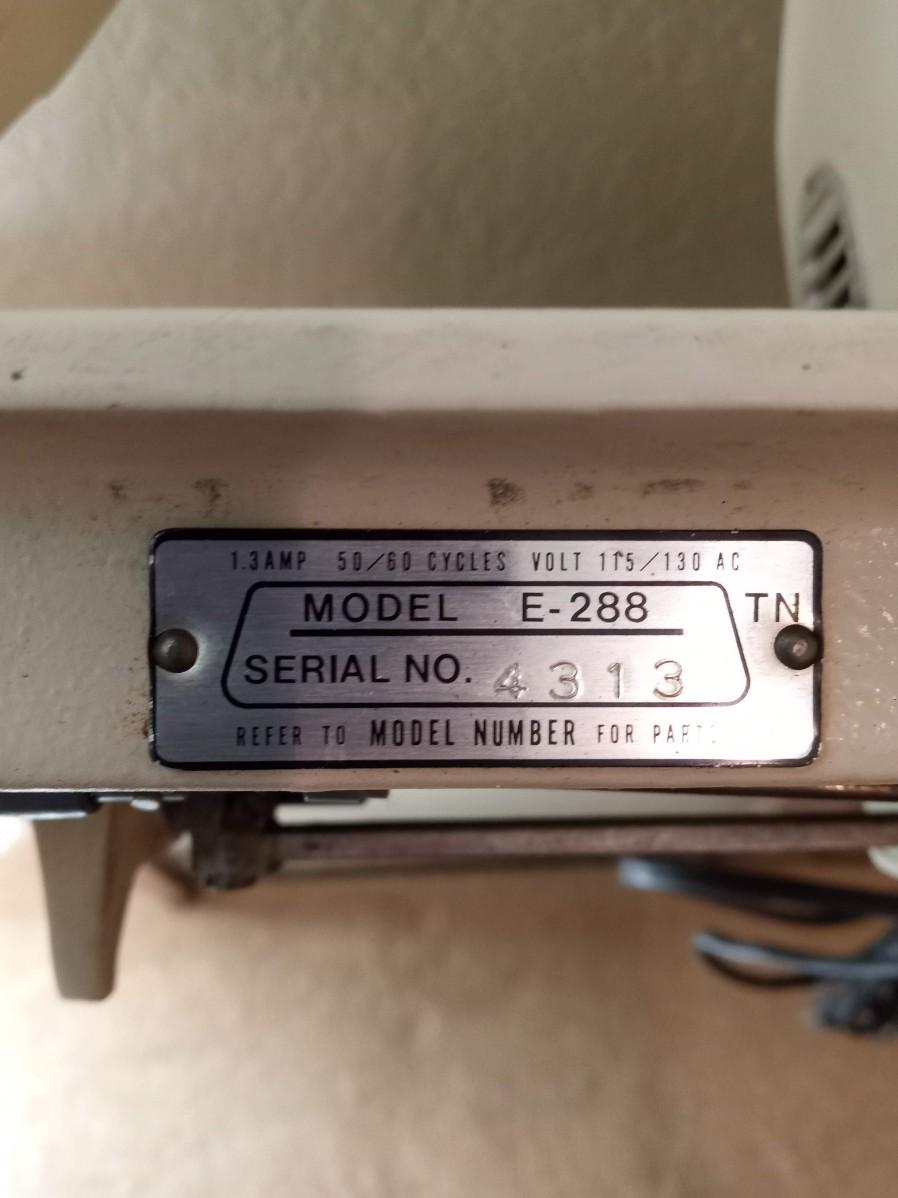 1.3AMP 50/60 CYCLES VOLT 115/130 AC
MODEL E-288 TN
SERIAL NO. 4313
REFER TO MODEL NUMBER FOR PARTS